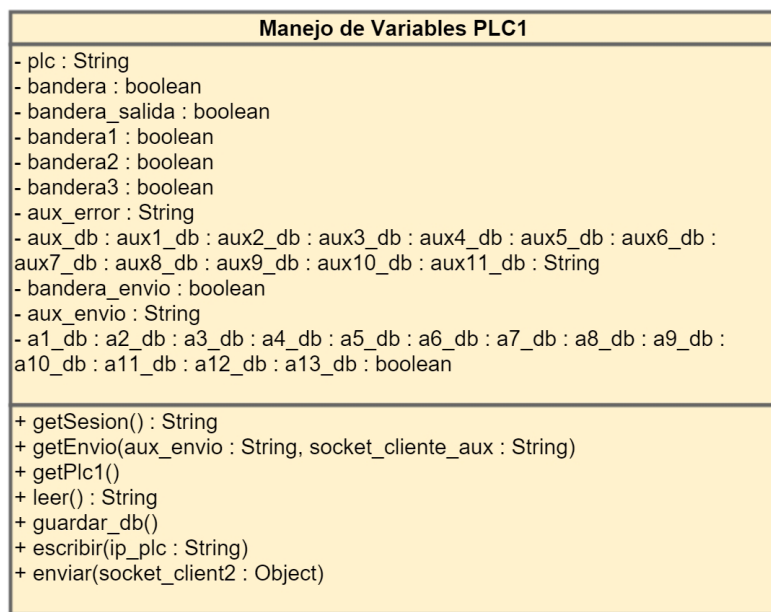 Manejo de Variables PLC1
- plc : String
- bandera : boolean
- bandera_salida : boolean
- bandera1 : boolean
- bandera2 : boolean
- bandera3 : boolean
- aux_error : String
- aux_db : aux1_db : aux2_db : aux3_db : aux4_db : aux5_db : aux6_db :
aux7_db : aux8_db : aux9_db : aux10_db : aux11_db : String
- bandera_envio : boolean
- aux_envio : String
- a1_db : a2_db : a3_db : a4_db : a5_db : a6_db : a7_db : a8_db : a9_db :
a10_db : a11_db : a12_db : a13_db : boolean
+ getSesion() : String
+ getEnvio(aux_envio : String, socket_cliente_aux : String)
+ getPlc1()
+ leer() : String
+ guardar_db()
+ escribir(ip_plc : String)
+ enviar(socket_client2 : Object)